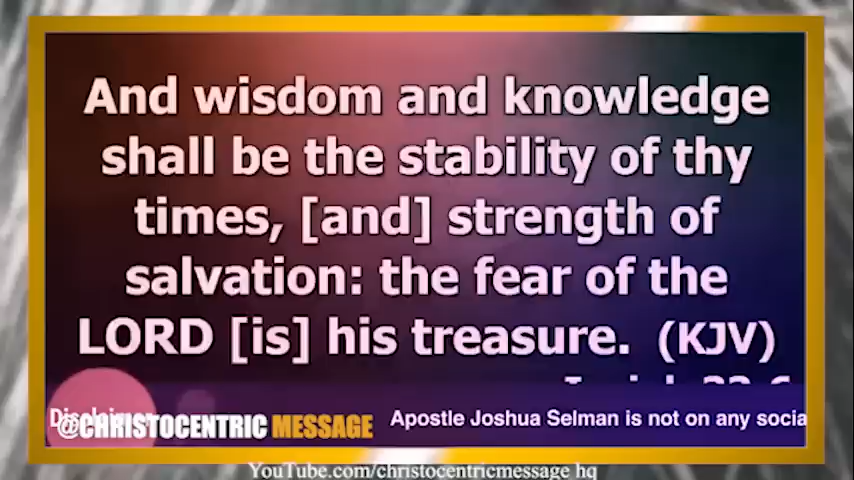 And wisdom and knowledge
shall be the stability of thy
times, [and] strength of
salvation: the fear of the
LORD [is] his treasure. (KJV)
@CHRISTOCENTRIC MESSAGE
Apostle Joshua Selman is not on any socia
YouTube.com/christocentricmessage hq